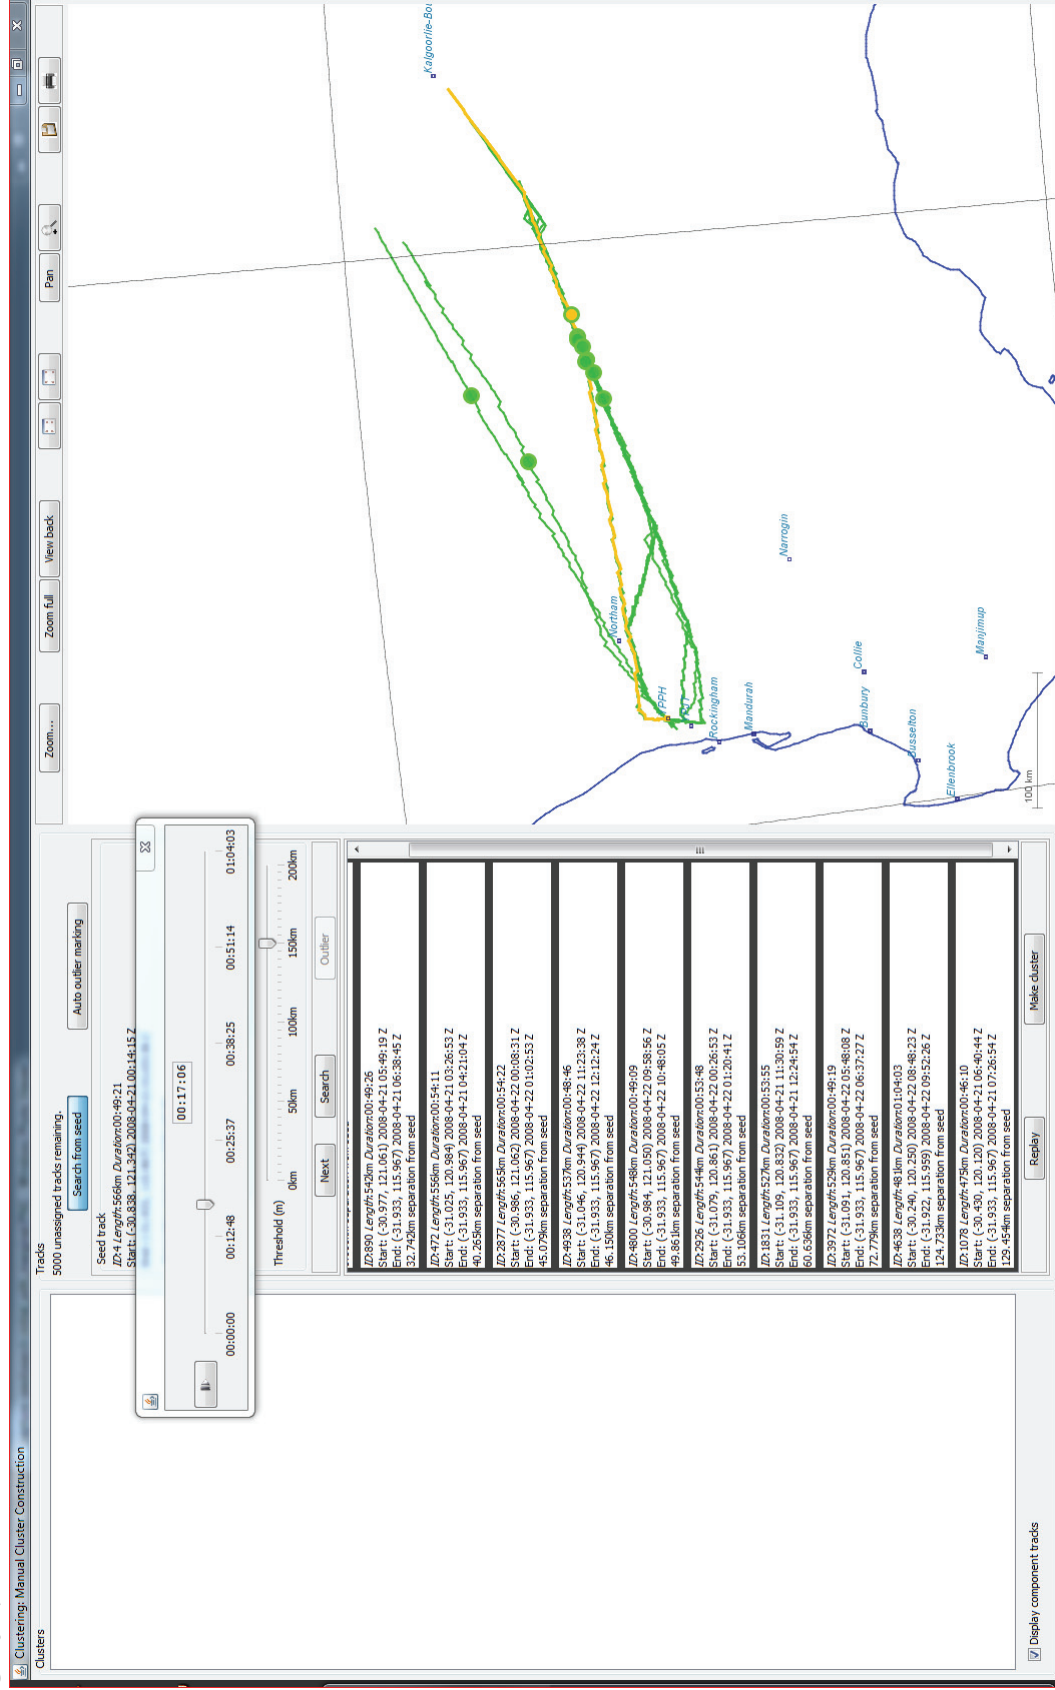 Clustering: Manual Cluster Construction
Clusters
Display component tracks
Tracks
5000 unassigned tracks remaining.
Search from seed
Auto outlier marking
Seed track
ID:4 Length:566km Duration:00:49:21
Start: (-30.838, 121.342) 2008-04-21 00:14:15 Z
00:17:06
00:00:00
00:12:48
00:25:37
00:38:25
00:51:14
01:04:03
Threshold (m)
0km
50km
100km
150km
200km
Next
Search
Outlier
ID:890 Length:542km Duration:00:49:26
Start: (-30.977, 121.061) 2008-04-21 05:49:19 Z
End: (-31.933, 115.967) 2008-04-21 06:38:45 Z
32.742km separation from seed
ID:472 Length:556km Duration:00:54:11
Start: (-31.025, 120.984) 2008-04-21 03:26:53 Z
End: (-31.933, 115.967) 2008-04-21 04:21:04 Z
40.265km separation from seed
ID:2877 Length:565km Duration:00:54:22
Start: (-30.986, 121.062) 2008-04-22 00:08:31 Z
End: (-31.933, 115.967) 2008-04-22 01:02:53 Z
45.079km separation from seed
ID:4938 Length:537km Duration:00:48:46
Start: (-31.046, 120.944) 2008-04-22 11:23:38 Z
End: (-31.933, 115.967) 2008-04-22 12:12:24 Z
46.150km separation from seed
ID:4800 Length:548km Duration:00:49:09
Start: (-30.984, 121.050) 2008-04-22 09:58:56 Z
End: (-31.933, 115.967) 2008-04-22 10:48:05 Z
49.861km separation from seed
ID:2926 Length:544km Duration:00:53:48
Start: (-31.079, 120.861) 2008-04-22 00:26:53 Z
End: (-31.933, 115.967) 2008-04-22 01:20:41 Z
53.106km separation from seed
ID:1831 Length:527km Duration:00:53:55
Start: (-31.109, 120.832) 2008-04-21 11:30:59 Z
End: (-31.933, 115.967) 2008-04-21 12:24:54 Z
60.636km separation from seed
ID:3972 Length:529km Duration:00:49:19
Start: (-31.091, 120.851) 2008-04-22 05:48:08 Z
End: (-31.933, 115.967) 2008-04-22 06:37:27 Z
72.779km separation from seed
ID:4638 Length:481km Duration:01:04:03
Start: (-30.240, 120.250) 2008-04-22 08:48:23 Z
End: (-31.922, 115.959) 2008-04-22 09:52:26 Z
124.733km separation from seed
ID:1078 Length:475km Duration:00:46:10
Start: (-30.430, 120.120) 2008-04-21 06:40:44 Z
End: (-31.933, 115.967) 2008-04-21 07:26:54 Z
129.454km separation from seed
Replay
Make cluster
Zoom...
Zoom full
View back
Pan
Kalgoorlie-Bou
Northam
YPPH
Rockingham
Mandurah
Narrogin
Collie
Bunbury
Busselton
Ellenbrook
Manjimup
100 km